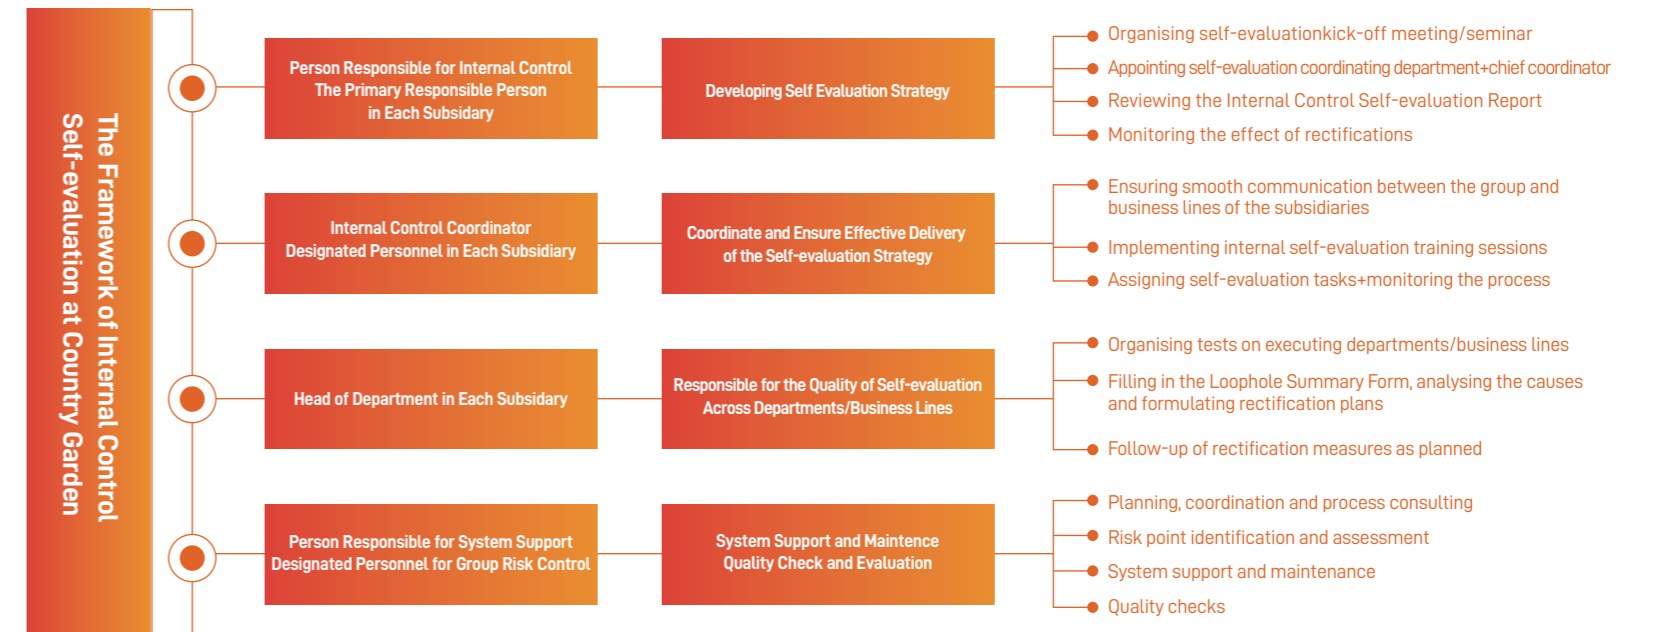 The Framework of Internal Control
Self-evaluation at Country Garden
Person Responsible for Internal Control
The Primary Responsible Person
in Each Subsidary
Developing Self Evaluation Strategy
Organising self-evaluationkick-off meeting/seminar
Appointing self-evaluation coordinating department+chief coordinator
Reviewing the Internal Control Self-evaluation Report
Monitoring the effect of rectifications
Internal Control Coordinator
Designated Personnel in Each Subsidiary
Coordinate and Ensure Effective Delivery
of the Self-evaluation Strategy
Ensuring smooth communication between the group and
business lines of the subsidiaries
Implementing internal self-evaluation training sessions
Assigning self-evaluation tasks+monitoring the process
Head of Department in Each Subsidary
Responsible for the Quality of Self-evaluation
Across Departments/Business Lines
Organising tests on executing departments/business lines
Filling in the Loophole Summary Form, analysing the causes
and formulating rectification plans
Follow-up of rectification measures as planned
Person Responsible for System Support
Designated Personnel for Group Risk Control
System Support and Maintence
Quality Check and Evaluation
Planning, coordination and process consulting
Risk point identification and assessment
System support and maintenance
Quality checks